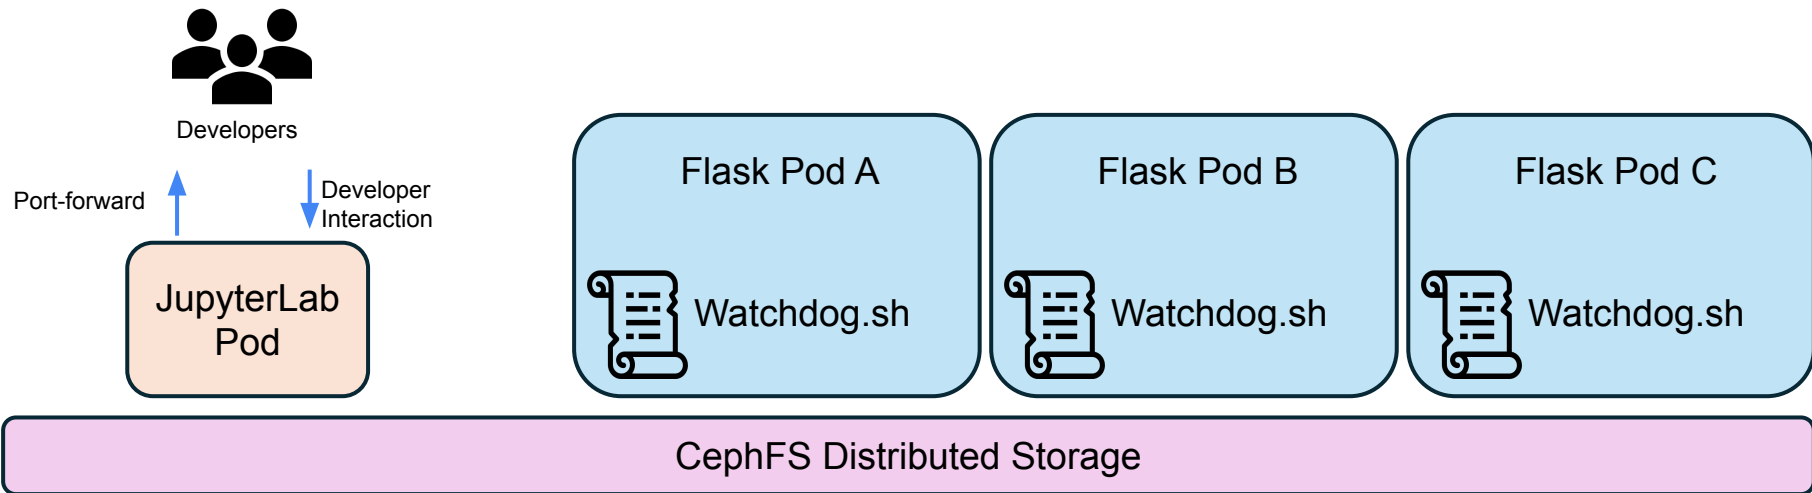 Developers
Port-forward
Developer
Interaction
JupyterLab
Pod
Flask Pod A
Watchdog.sh
Flask Pod B
Watchdog.sh
Flask Pod C
Watchdog.sh
CephFS Distributed Storage